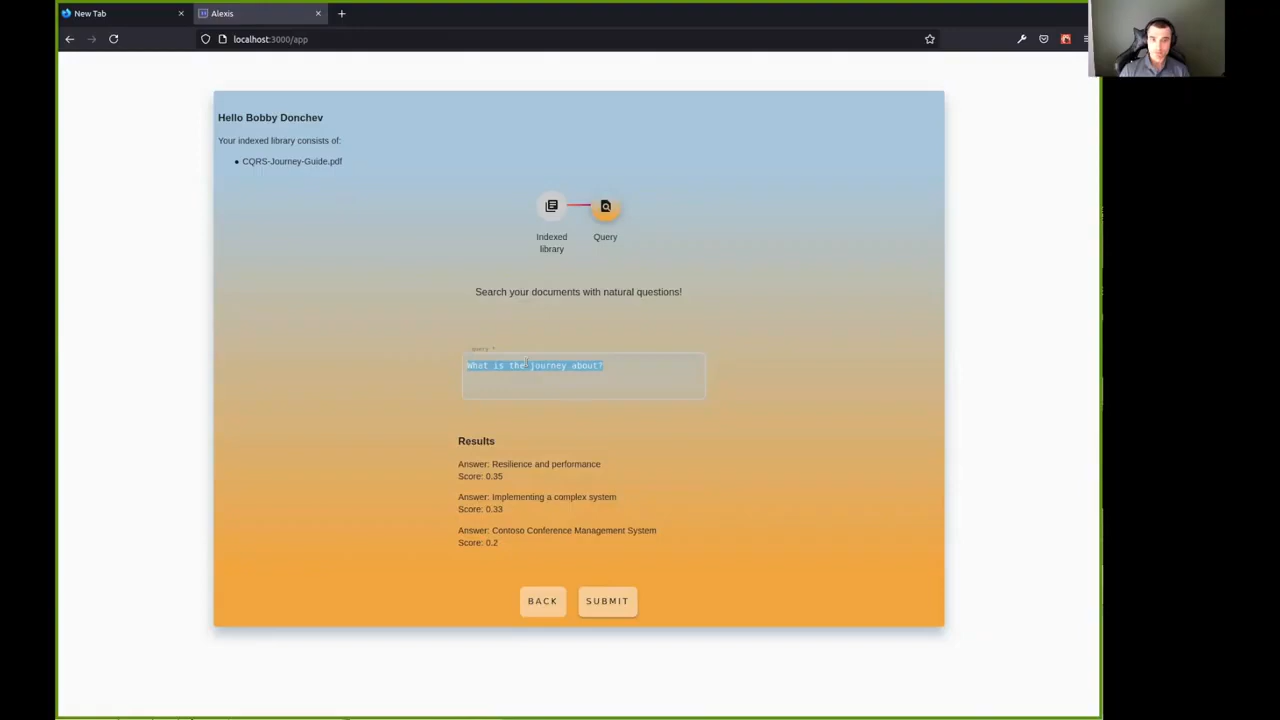 New Tab
Alexis
localhost:3000/app
Hello Bobby Donchev
Your indexed library consists of:
CQRS-Journey-Guide.pdf
Indexed
library
Query
Search your documents with natural questions!
query *
What is the journey about?
Results
Answer: Resilience and performance
Score: 0.35
Answer: Implementing a complex system
Score: 0.33
Answer: Contoso Conference Management System
Score: 0.2
BACK
SUBMIT